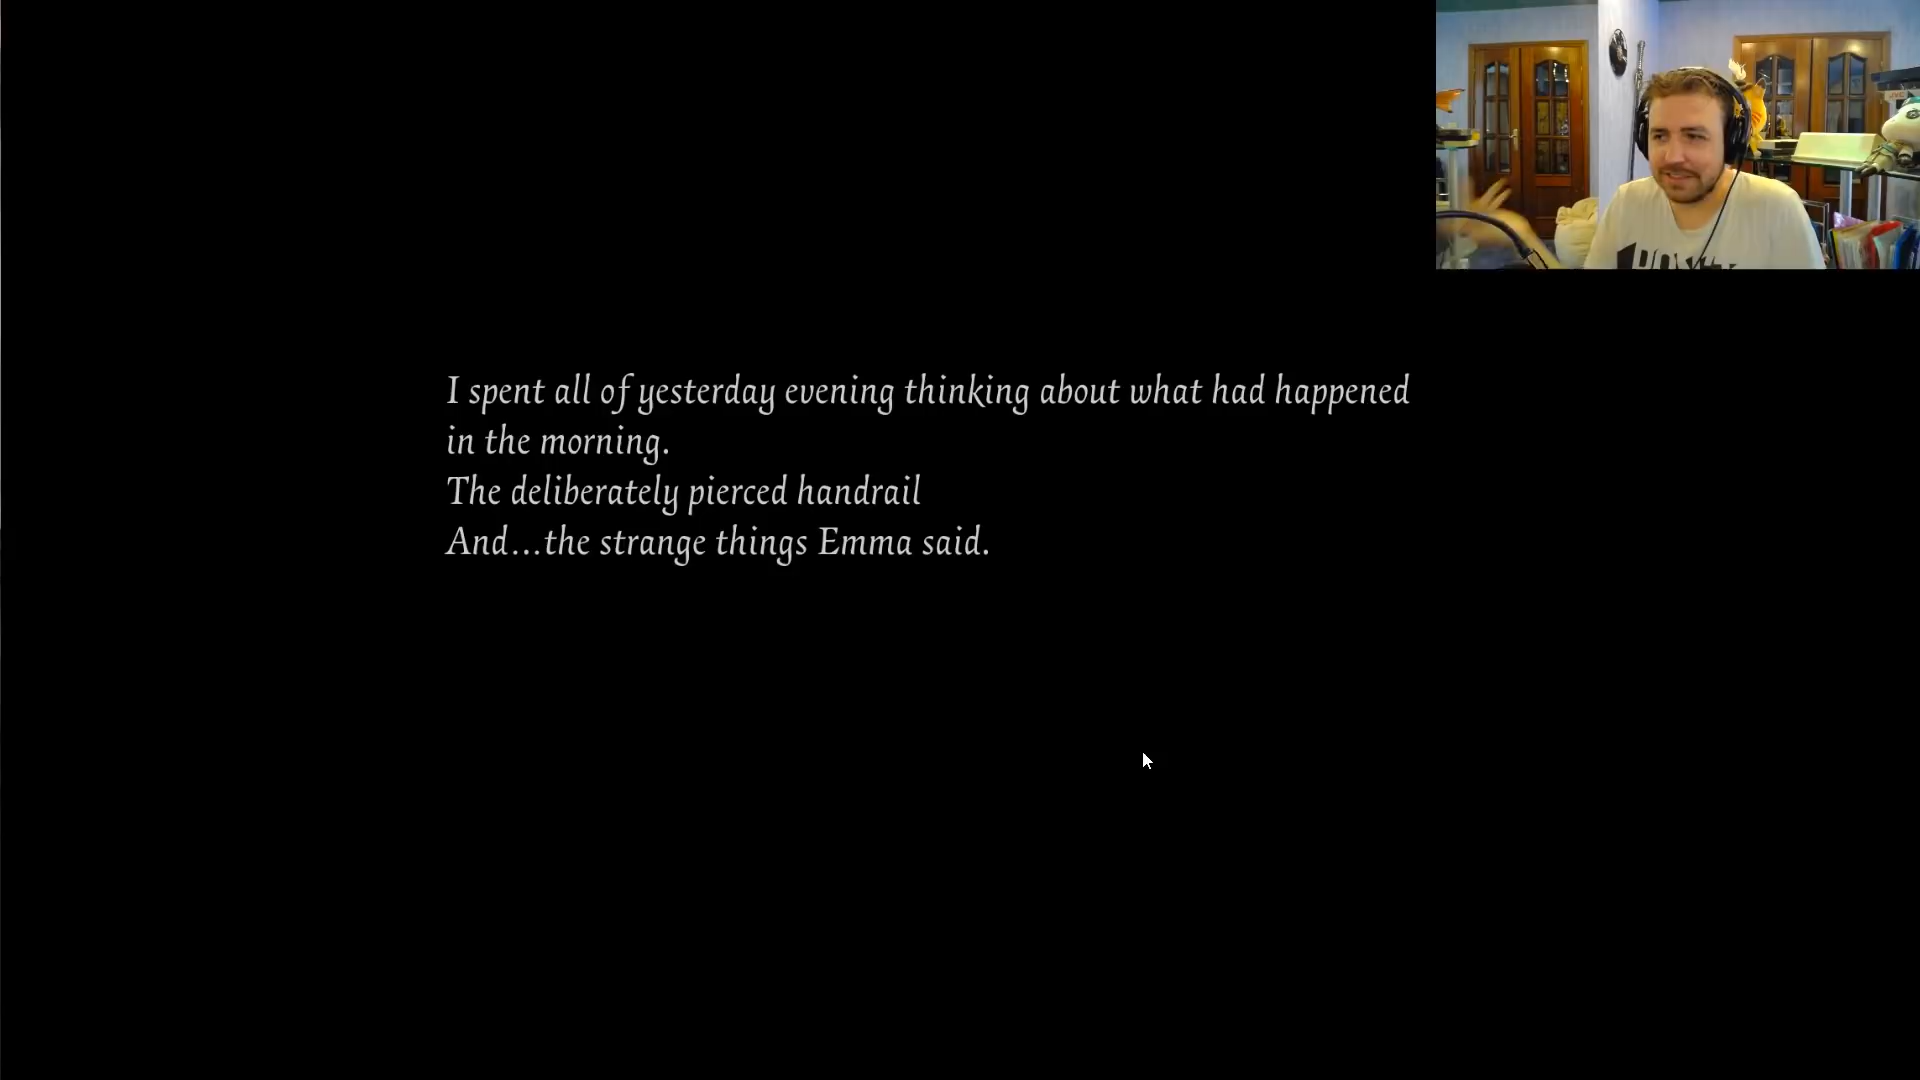 JVC
I spent all of yesterday evening thinking about what had happened
in the morning.
The deliberately pierced handrail
And...the strange things Emma said.